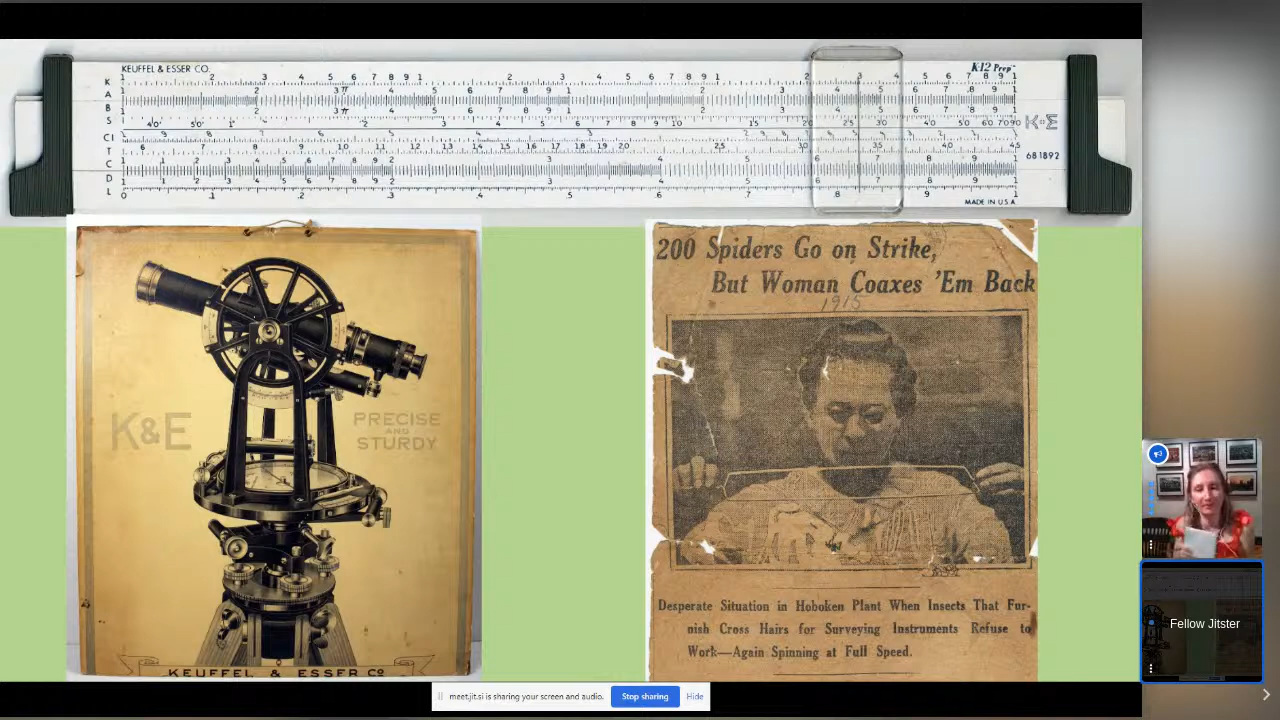 KEUFFEL & ESSER CO.
K-12 Prep™
K
A
B
S
CI
T
C
D
L
K+E
681892
MADE IN U.S.A.
K&E
PRECISE
AND
STURDY
KEUFFEL & ESSER CO
200 Spiders Go on Strike,
But Woman Coaxes 'Em Back
1915
Desperate Situation in Hoboken Plant When Insects That Fur-
nish Cross Hairs for Surveying Instruments Refuse to
Work—Again Spinning at Full Speed.
Fellow Jitster
meet.jit.si is sharing your screen and audio.
Stop sharing
Hide